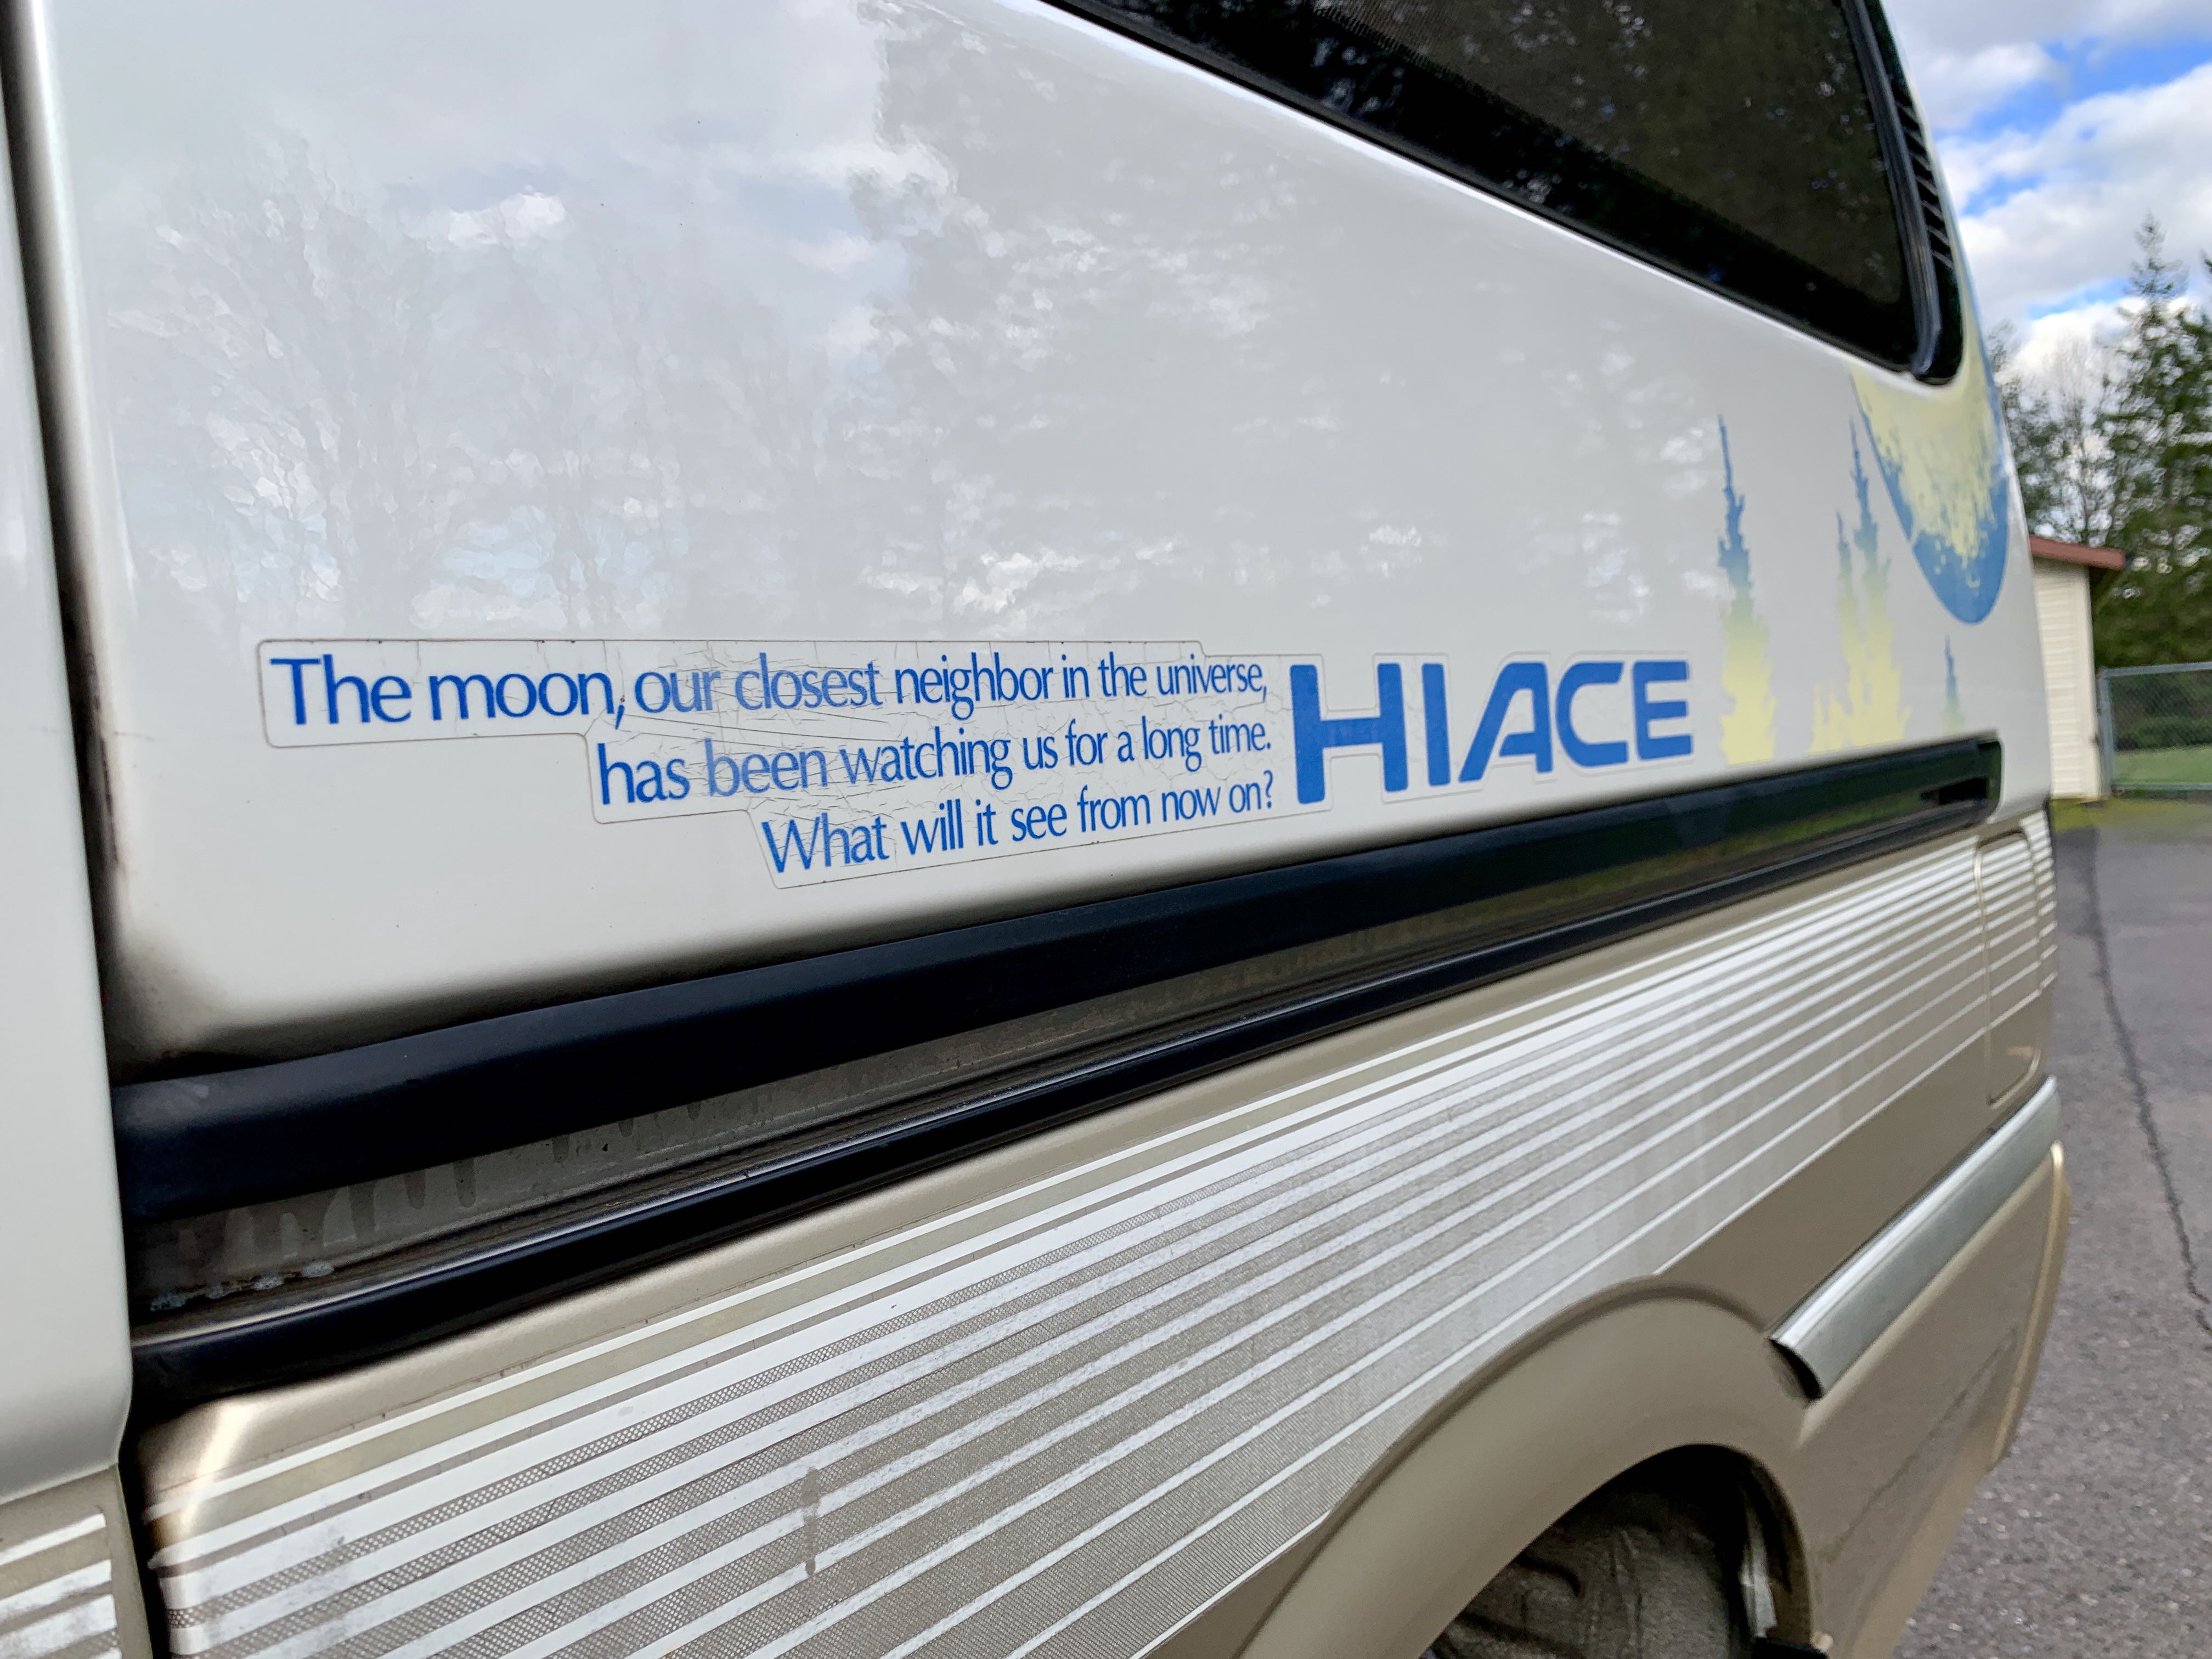 The moon, our closest neighbor in the universe,
has been watching us for a long time.
What will it see from now on?
HIACE